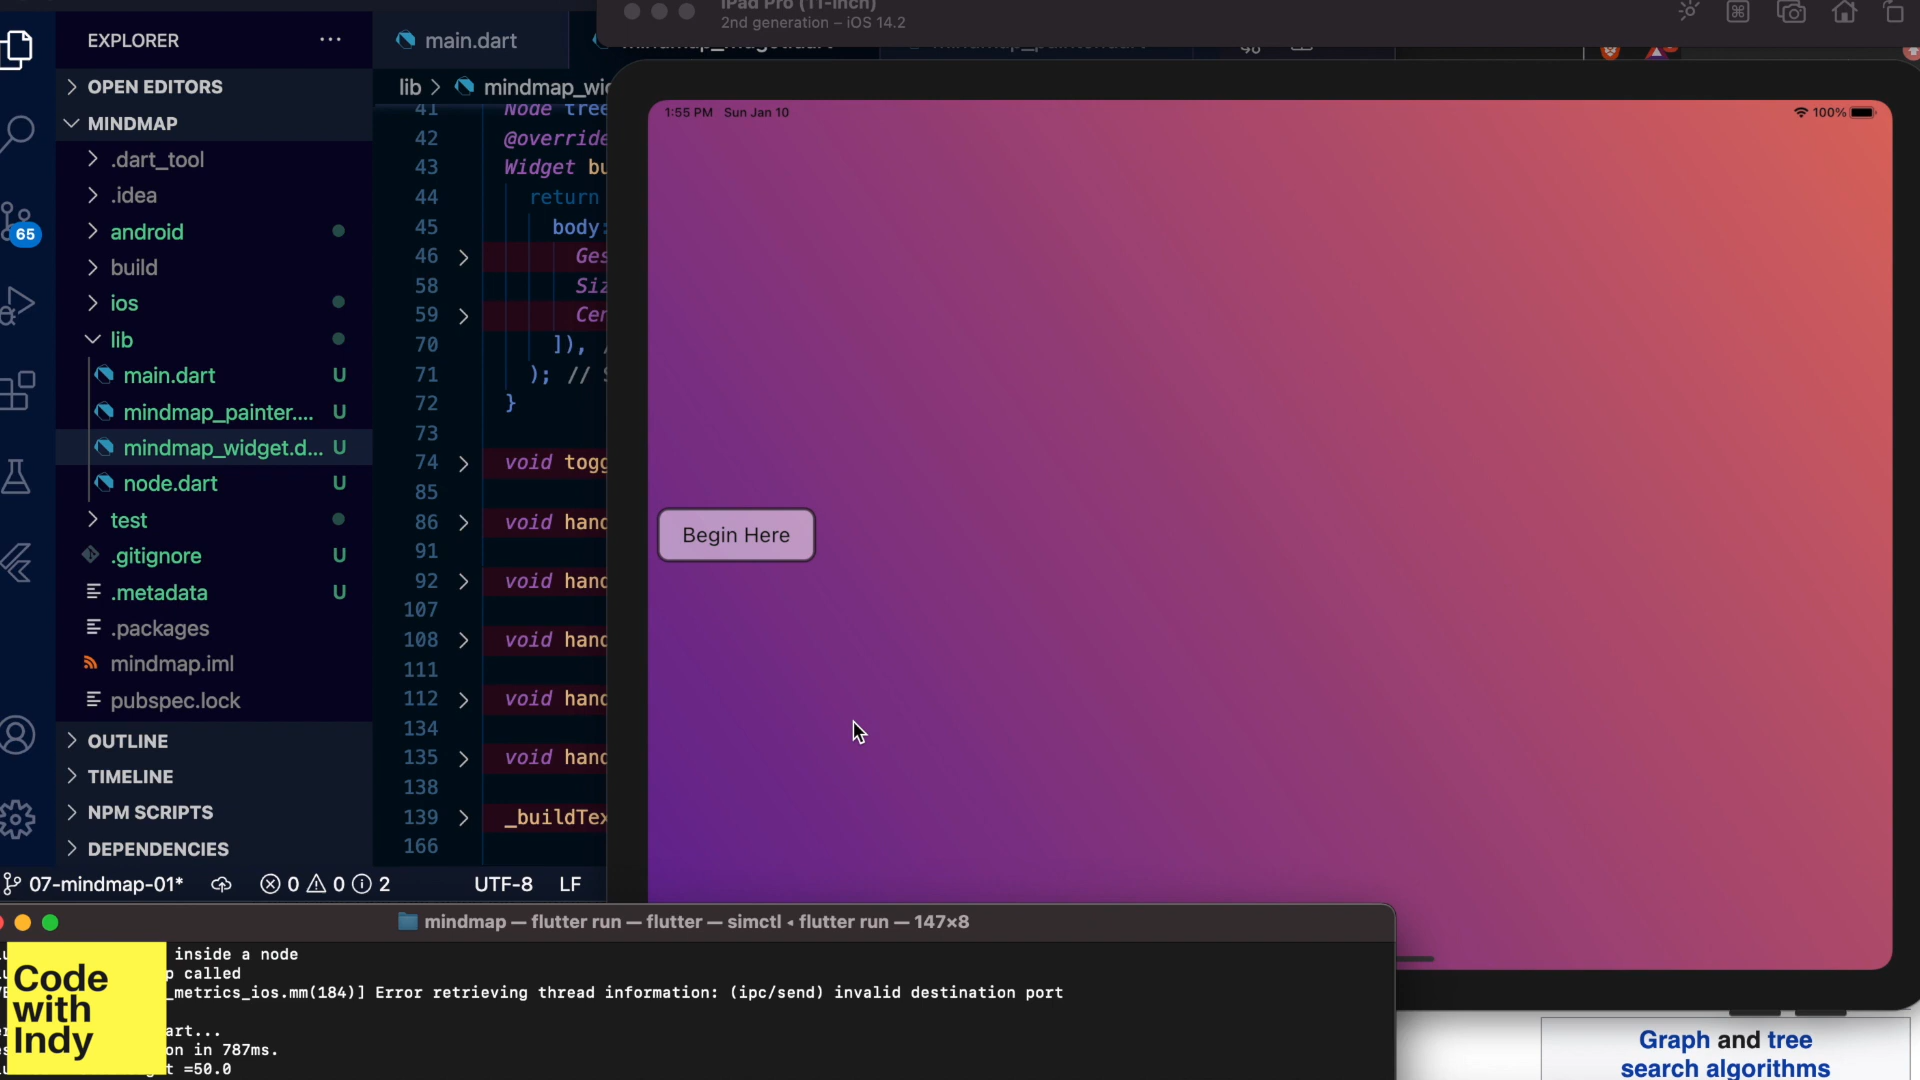 EXPLORER
OPEN EDITORS
MINDMAP
.dart_tool
.idea
android
build
ios
lib
main.dart U
mindmap_painter.... U
mindmap_widget.d... U
node.dart U
test
.gitignore U
.metadata U
.packages
mindmap.iml
pubspec.lock
OUTLINE
TIMELINE
NPM SCRIPTS
DEPENDENCIES
65
07-mindmap-01*
0 0 2
UTF-8 LF
main.dart
lib > mindmap_wi
41 Node tree
42 @override
43 Widget bu
44 return
45 body:
46 Ges
58 Siz
59 Cen
70 ]), /
71 ); // S
72 }
73
74 void togg
85
86 void hand
91
92 void hand
107
108 void hand
111
112 void hand
134
135 void hand
138
139 _buildTex
166
iPad Pro (11-inch)
2nd generation – iOS 14.2
1:55 PM Sun Jan 10
100%
Begin Here
mindmap — flutter run — flutter — simctl ◂ flutter run — 147×8
inside a node
p called
_metrics_ios.mm(184)] Error retrieving thread information: (ipc/send) invalid destination port
art...
on in 787ms.
t =50.0
Code
with
Indy
Graph and tree
search algorithms